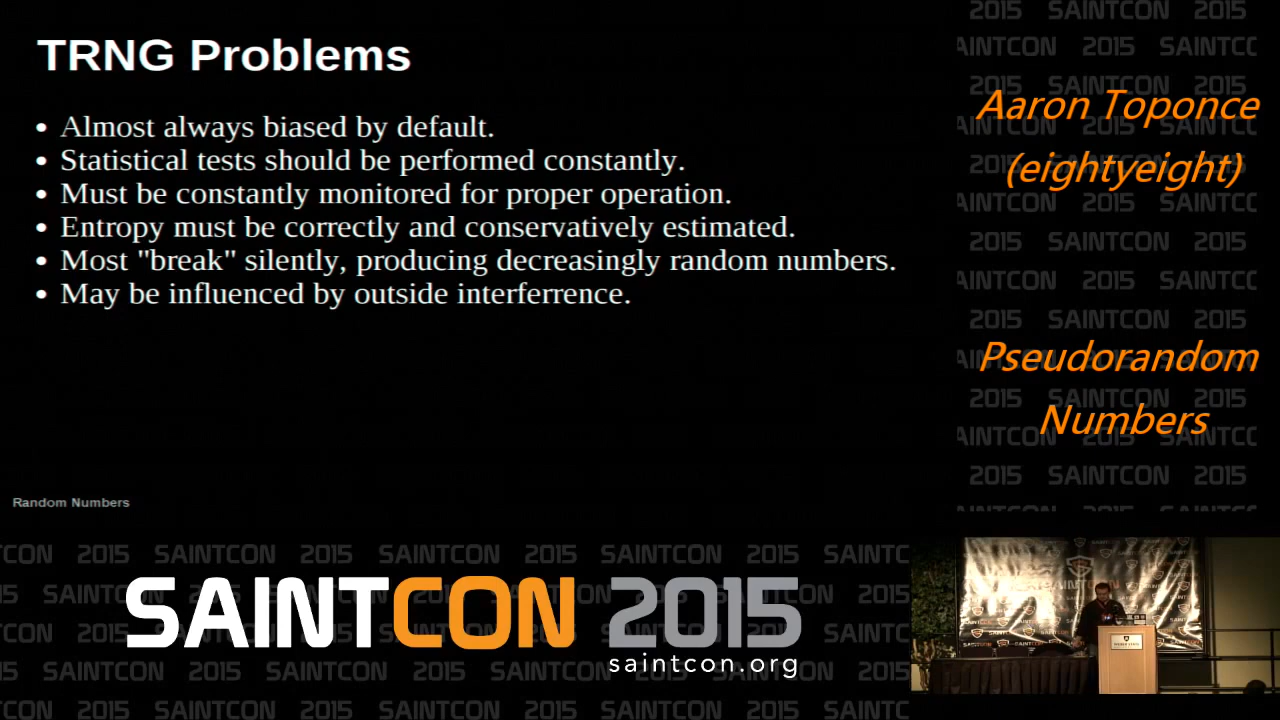 TRNG Problems
• Almost always biased by default.
• Statistical tests should be performed constantly.
• Must be constantly monitored for proper operation.
• Entropy must be correctly and conservatively estimated.
• Most "break" silently, producing decreasingly random numbers.
• May be influenced by outside interferrence.
Random Numbers
Aaron Toponce
(eightyeight)
Pseudorandom
Numbers
SAINTCON 2015
saintcon.org